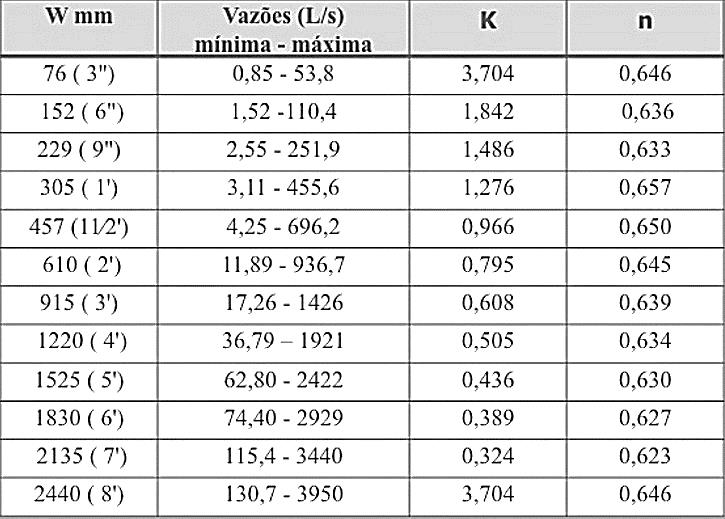 W mm Vazões (L/s) K n
mínima - máxima
76 ( 3") 0,85 - 53,8 3,704 0,646
152 ( 6") 1,52 -110,4 1,842 0,636
229 ( 9") 2,55 - 251,9 1,486 0,633
305 ( 1') 3,11 - 455,6 1,276 0,657
457 (11⁄2') 4,25 - 696,2 0,966 0,650
610 ( 2') 11,89 - 936,7 0,795 0,645
915 ( 3') 17,26 - 1426 0,608 0,639
1220 ( 4') 36,79 – 1921 0,505 0,634
1525 ( 5') 62,80 - 2422 0,436 0,630
1830 ( 6') 74,40 - 2929 0,389 0,627
2135 ( 7') 115,4 - 3440 0,324 0,623
2440 ( 8') 130,7 - 3950 3,704 0,646